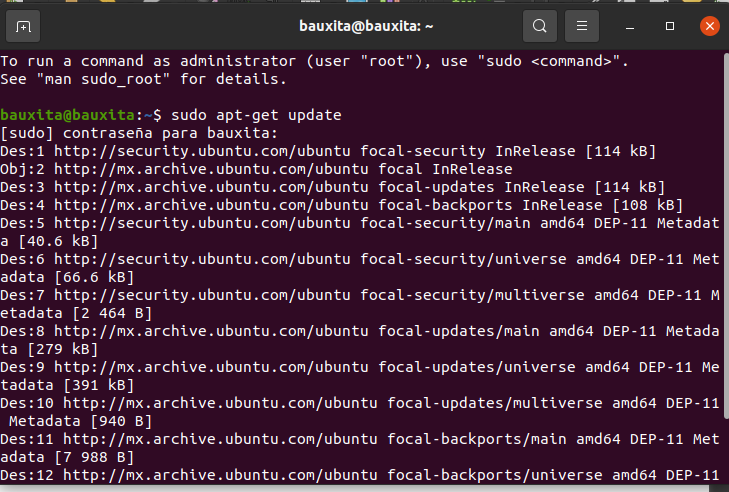 bauxita@bauxita: ~
To run a command as administrator (user "root"), use "sudo <command>".
See "man sudo_root" for details.
bauxita@bauxita:~$ sudo apt-get update
[sudo] contraseña para bauxita:
Des:1 http://security.ubuntu.com/ubuntu focal-security InRelease [114 kB]
Obj:2 http://mx.archive.ubuntu.com/ubuntu focal InRelease
Des:3 http://mx.archive.ubuntu.com/ubuntu focal-updates InRelease [114 kB]
Des:4 http://mx.archive.ubuntu.com/ubuntu focal-backports InRelease [108 kB]
Des:5 http://security.ubuntu.com/ubuntu focal-security/main amd64 DEP-11 Metadat
a [40.6 kB]
Des:6 http://security.ubuntu.com/ubuntu focal-security/universe amd64 DEP-11 Met
adata [66.6 kB]
Des:7 http://security.ubuntu.com/ubuntu focal-security/multiverse amd64 DEP-11 M
etadata [2 464 B]
Des:8 http://mx.archive.ubuntu.com/ubuntu focal-updates/main amd64 DEP-11 Metada
ta [279 kB]
Des:9 http://mx.archive.ubuntu.com/ubuntu focal-updates/universe amd64 DEP-11 Me
tadata [391 kB]
Des:10 http://mx.archive.ubuntu.com/ubuntu focal-updates/multiverse amd64 DEP-11
 Metadata [940 B]
Des:11 http://mx.archive.ubuntu.com/ubuntu focal-backports/main amd64 DEP-11 Met
adata [7 988 B]
Des:12 http://mx.archive.ubuntu.com/ubuntu focal-backports/universe amd64 DEP-11